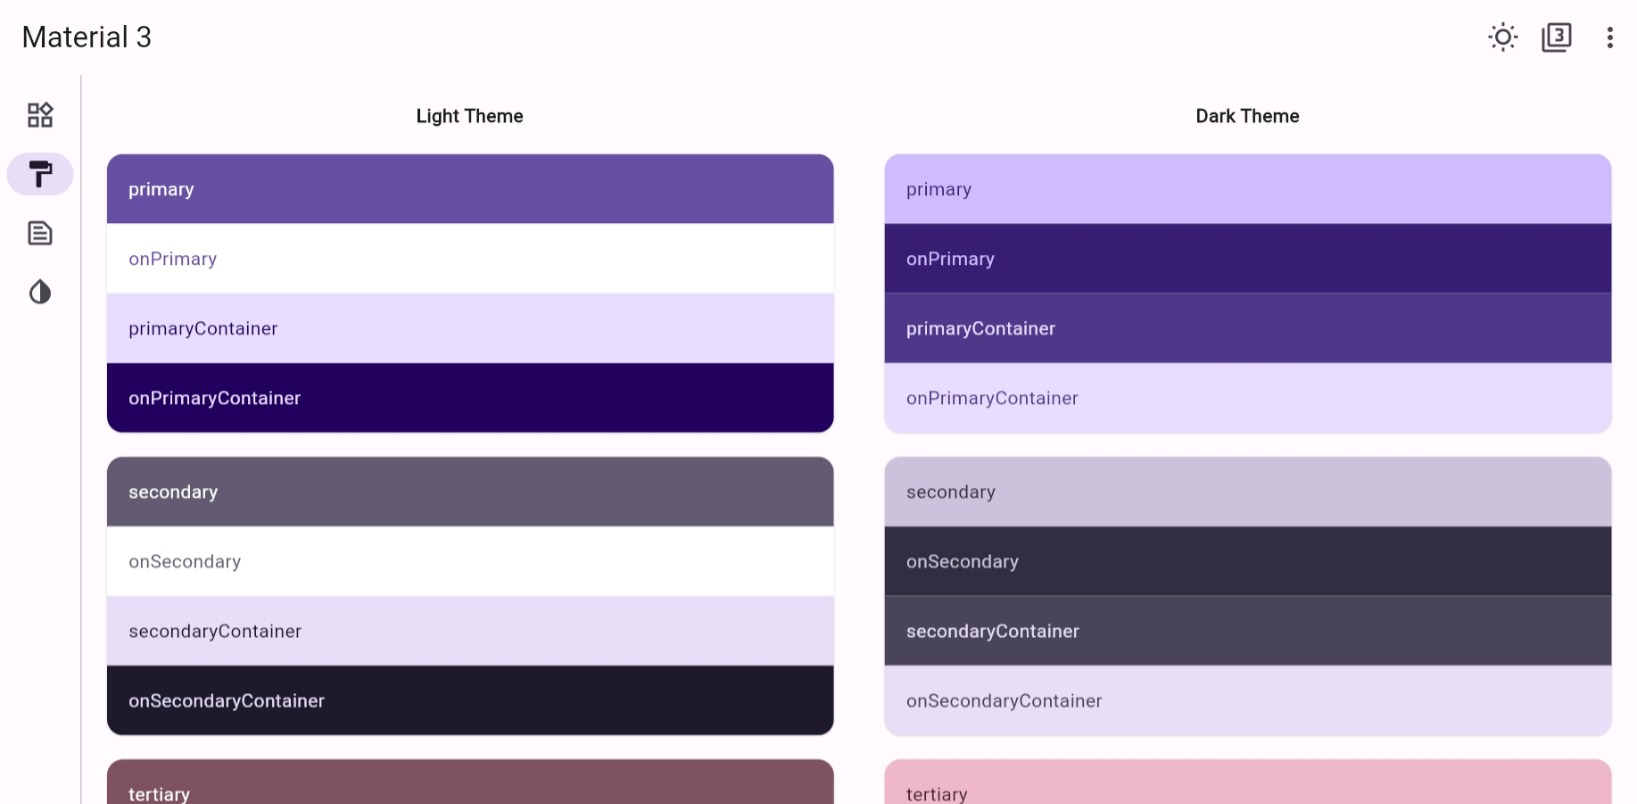 Material 3
3
Light Theme
Dark Theme
primary
onPrimary
primaryContainer
onPrimaryContainer
secondary
onSecondary
secondaryContainer
onSecondaryContainer
tertiary
primary
onPrimary
primaryContainer
onPrimaryContainer
secondary
onSecondary
secondaryContainer
onSecondaryContainer
tertiary